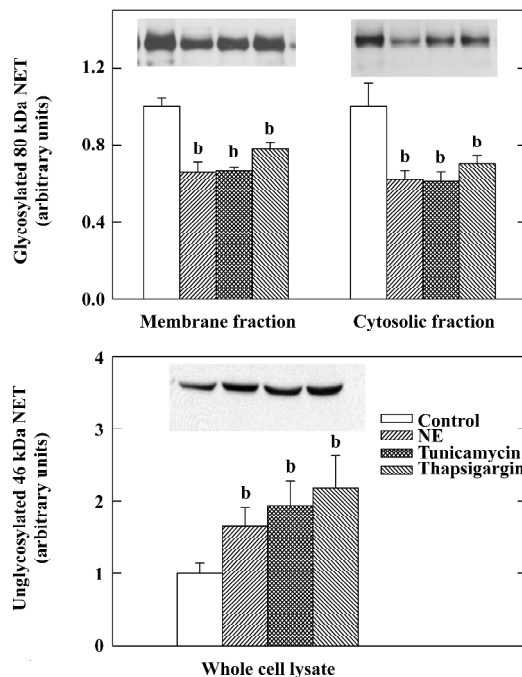 Glycosylated 80 kDa NET
(arbitrary units)
1.2
0.8
0.4
0.0
b
h
b
b
b
b
Membrane fraction
Cytosolic fraction
Unglycosylated 46 kDa NET
(arbitrary units)
4
3
2
1
0
b
b
b
Control
NE
Tunicamycin
Thapsigargin
Whole cell lysate